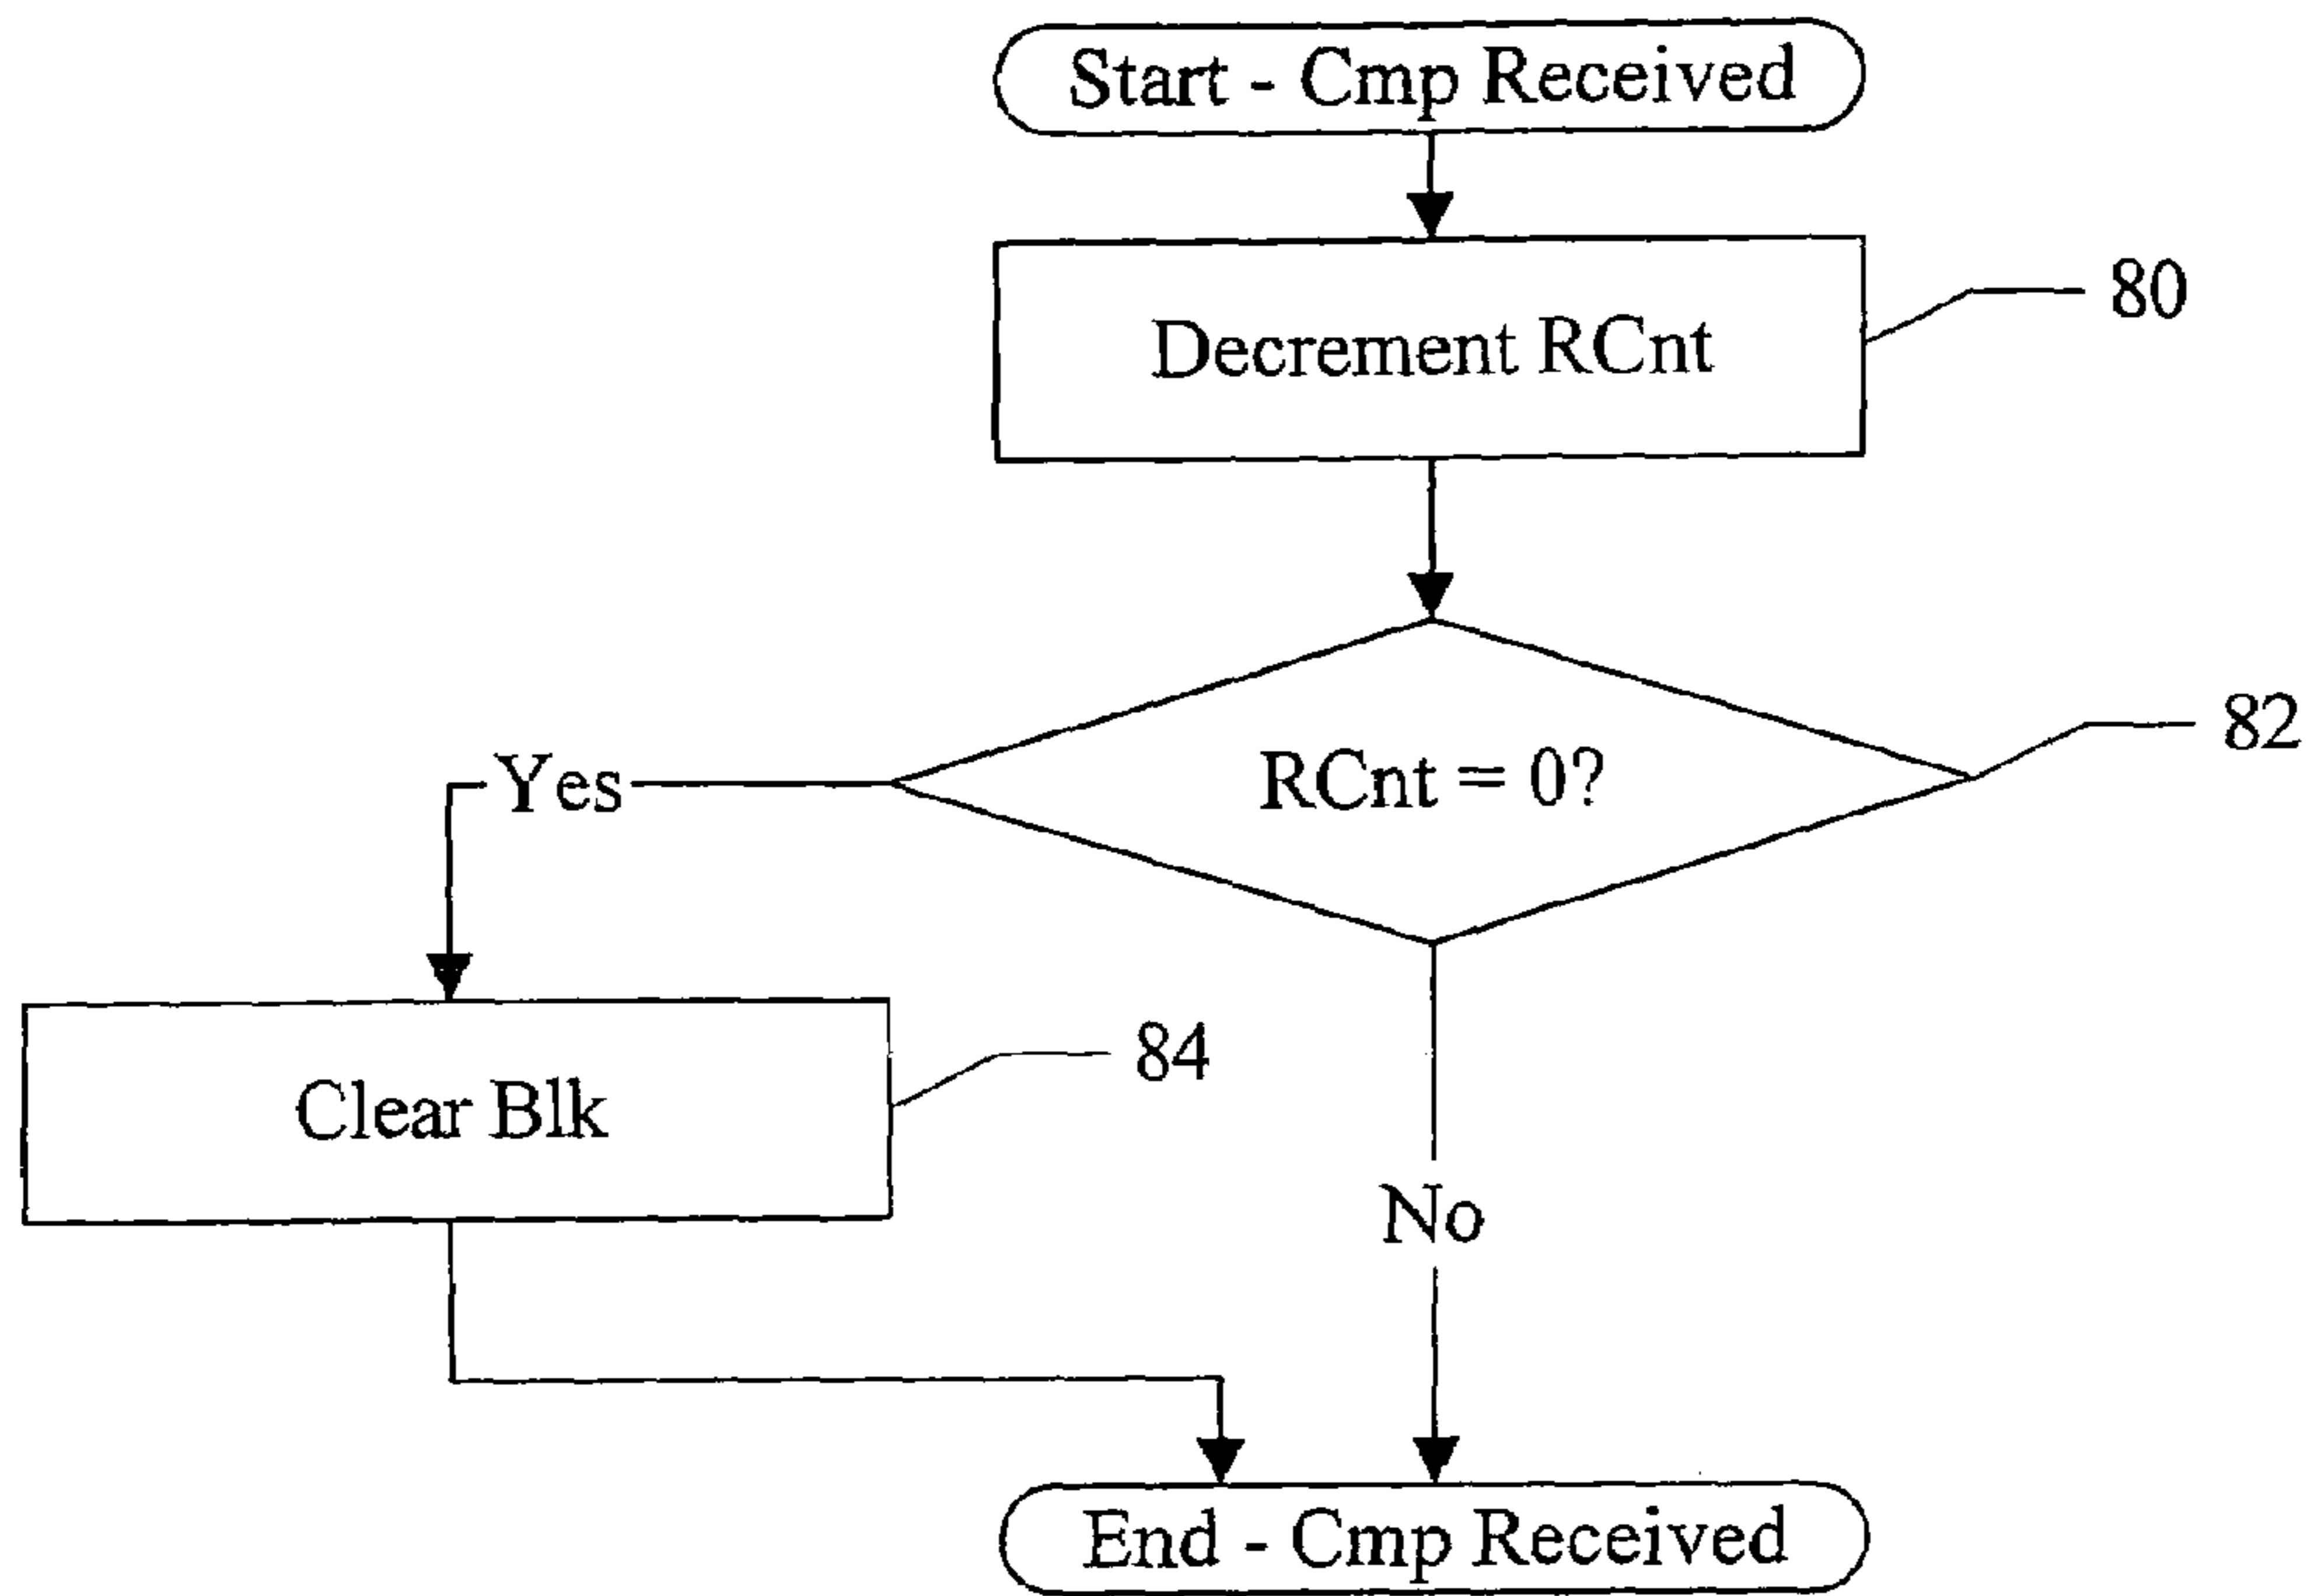 Start - Cmp Received
Decrement RCnt
80
RCnt = 0?
82
Yes
Clear Blk
84
No
End - Cmp Received